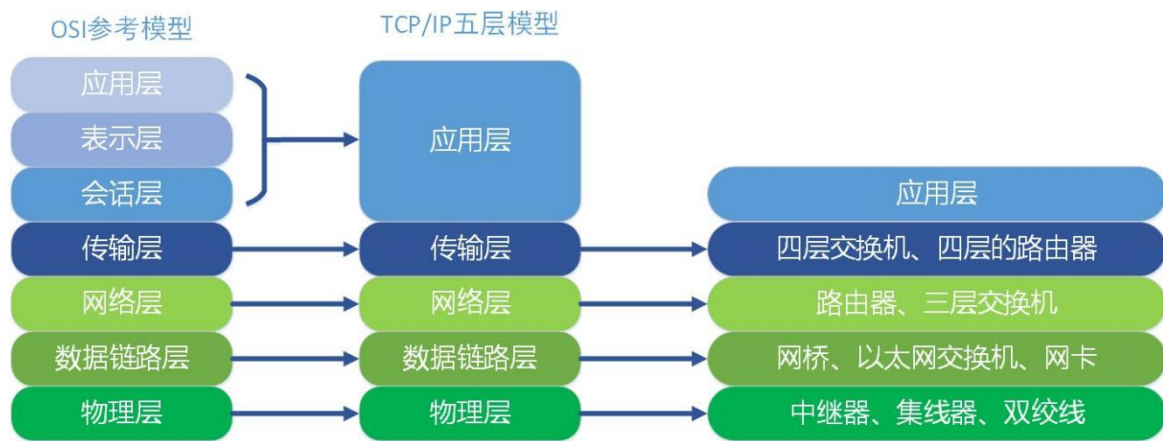 OSI参考模型
TCP/IP五层模型
应用层
表示层
会话层
传输层
网络层
数据链路层
物理层
应用层
传输层
网络层
数据链路层
物理层
应用层
四层交换机、四层的路由器
路由器、三层交换机
网桥、以太网交换机、网卡
中继器、集线器、双绞线